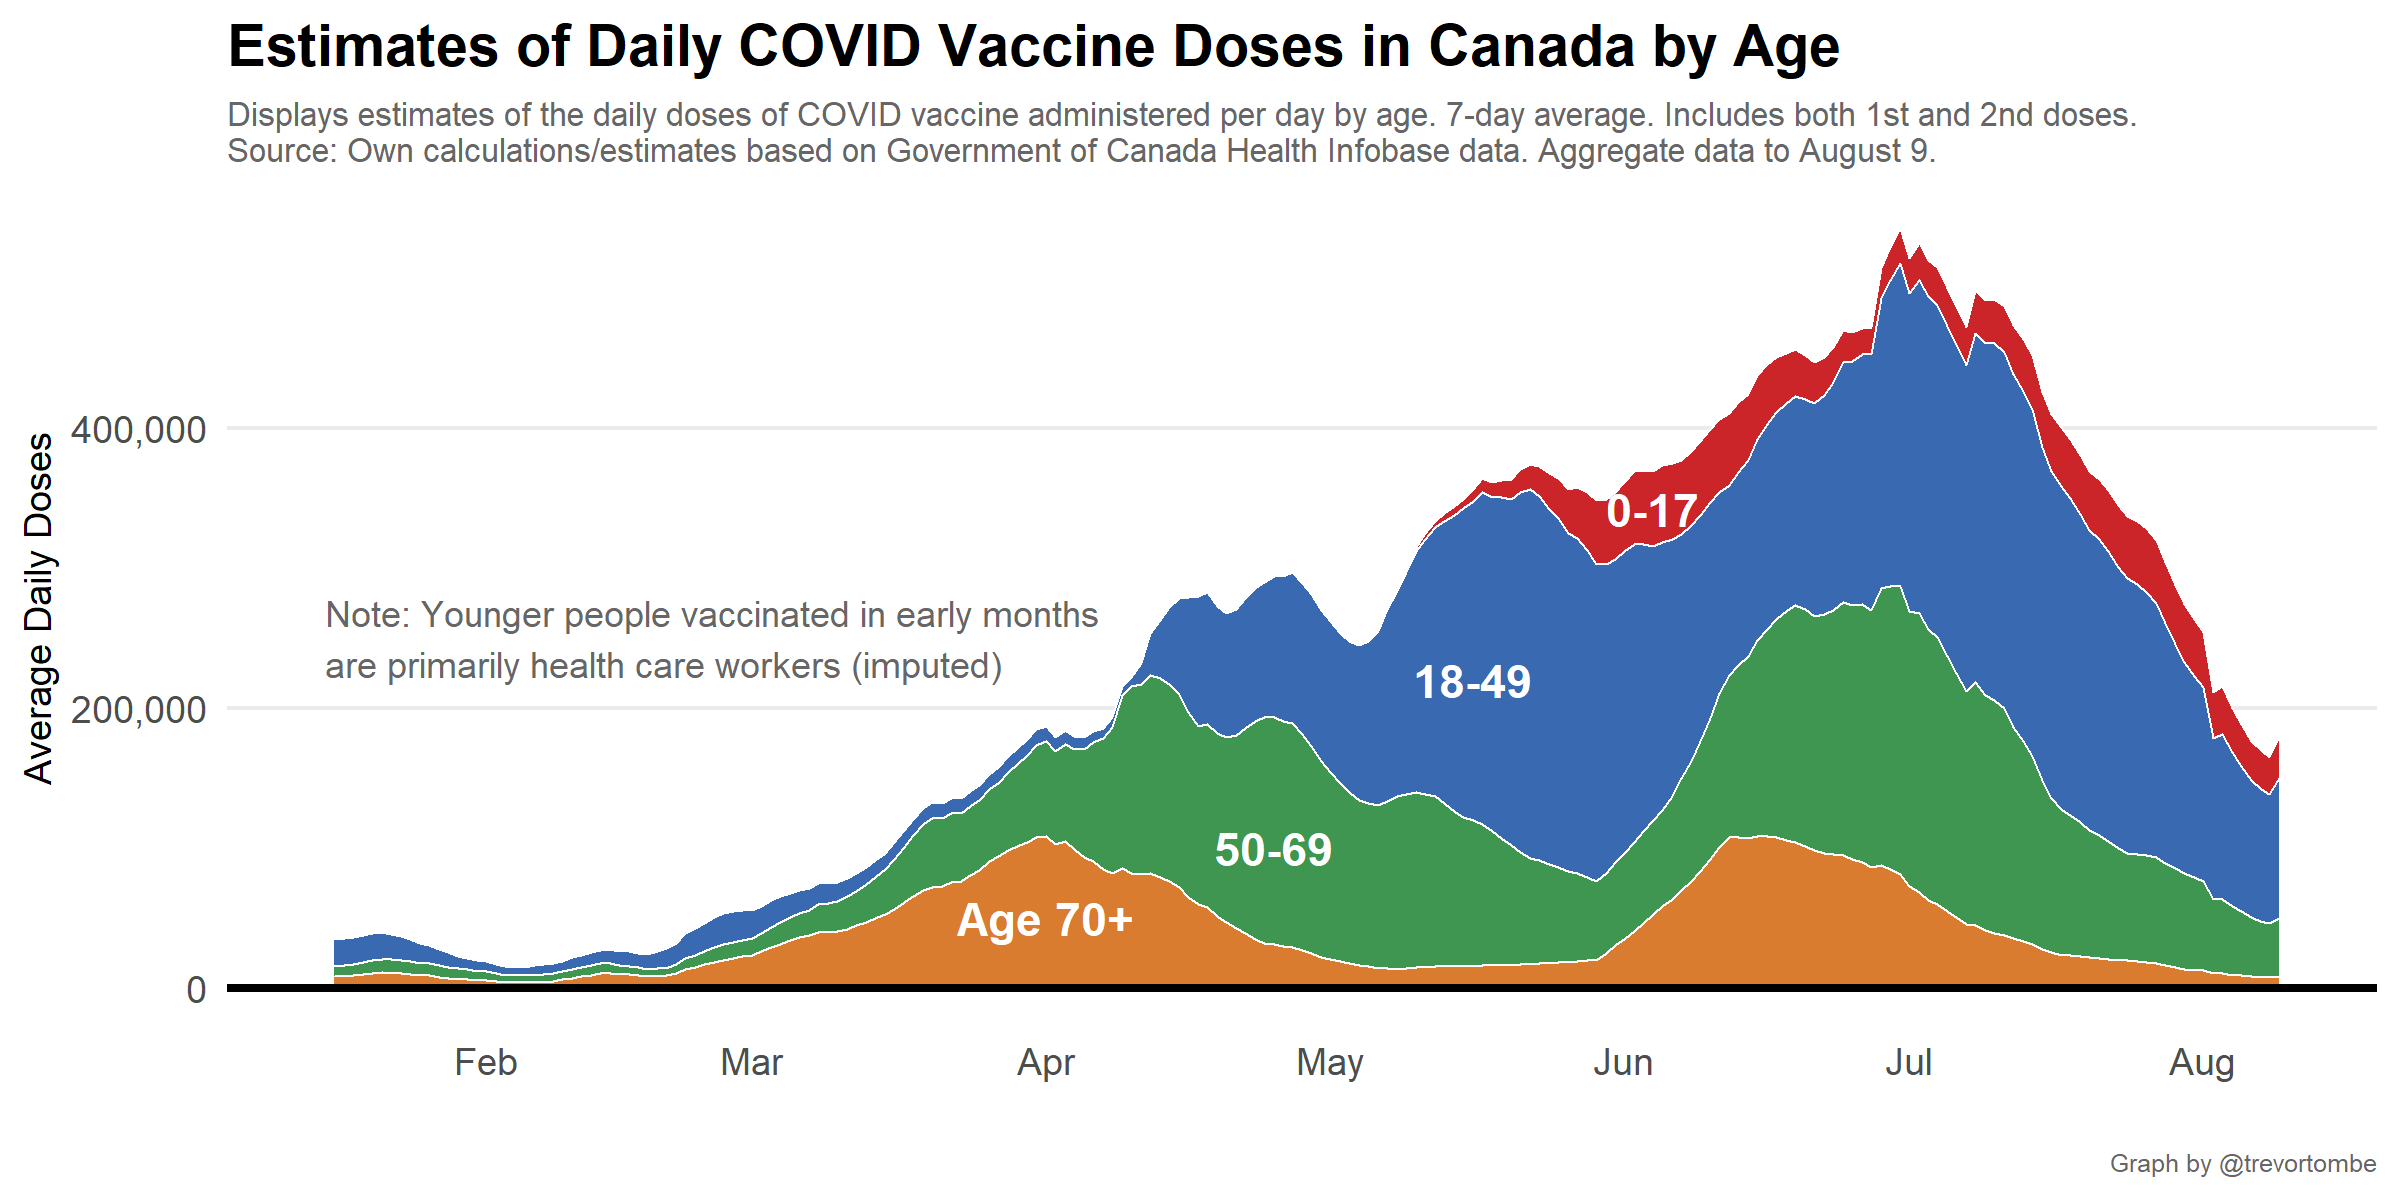 Estimates of Daily COVID Vaccine Doses in Canada by Age
Displays estimates of the daily doses of COVID vaccine administered per day by age. 7-day average. Includes both 1st and 2nd doses.
Source: Own calculations/estimates based on Government of Canada Health Infobase data. Aggregate data to August 9.
Average Daily Doses
400,000
200,000
0
Note: Younger people vaccinated in early months
are primarily health care workers (imputed)
0-17
18-49
50-69
Age 70+
Feb
Mar
Apr
May
Jun
Jul
Aug
Graph by @trevortombe